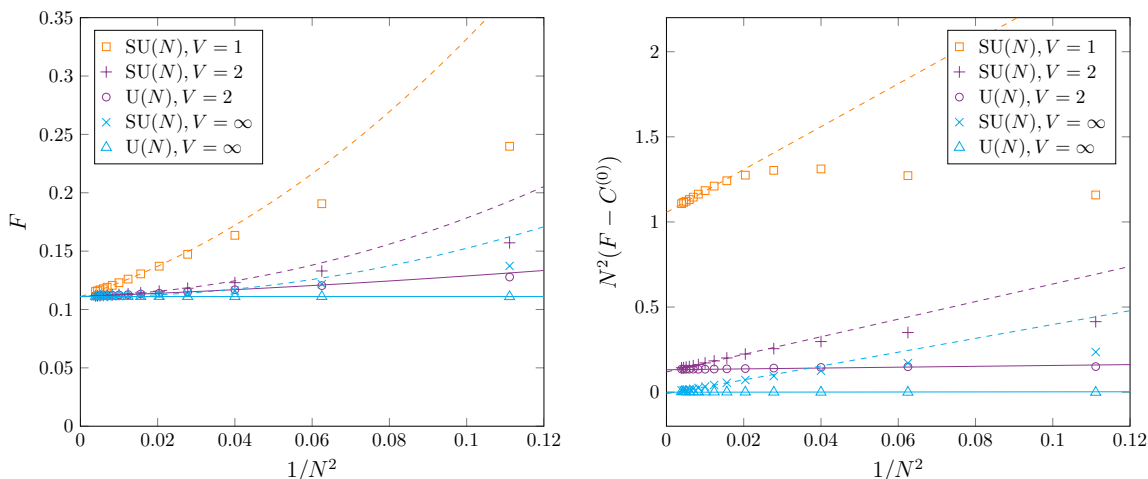 0.35
0.3
0.25
0.2
0.15
0.1
0.05
0
F
0 0.02 0.04 0.06 0.08 0.1 0.12
1/N²
SU(N), V = 1
SU(N), V = 2
U(N), V = 2
SU(N), V = ∞
U(N), V = ∞
2
1.5
1
0.5
0
N²(F − C⁽⁰⁾)
0 0.02 0.04 0.06 0.08 0.1 0.12
1/N²
SU(N), V = 1
SU(N), V = 2
U(N), V = 2
SU(N), V = ∞
U(N), V = ∞